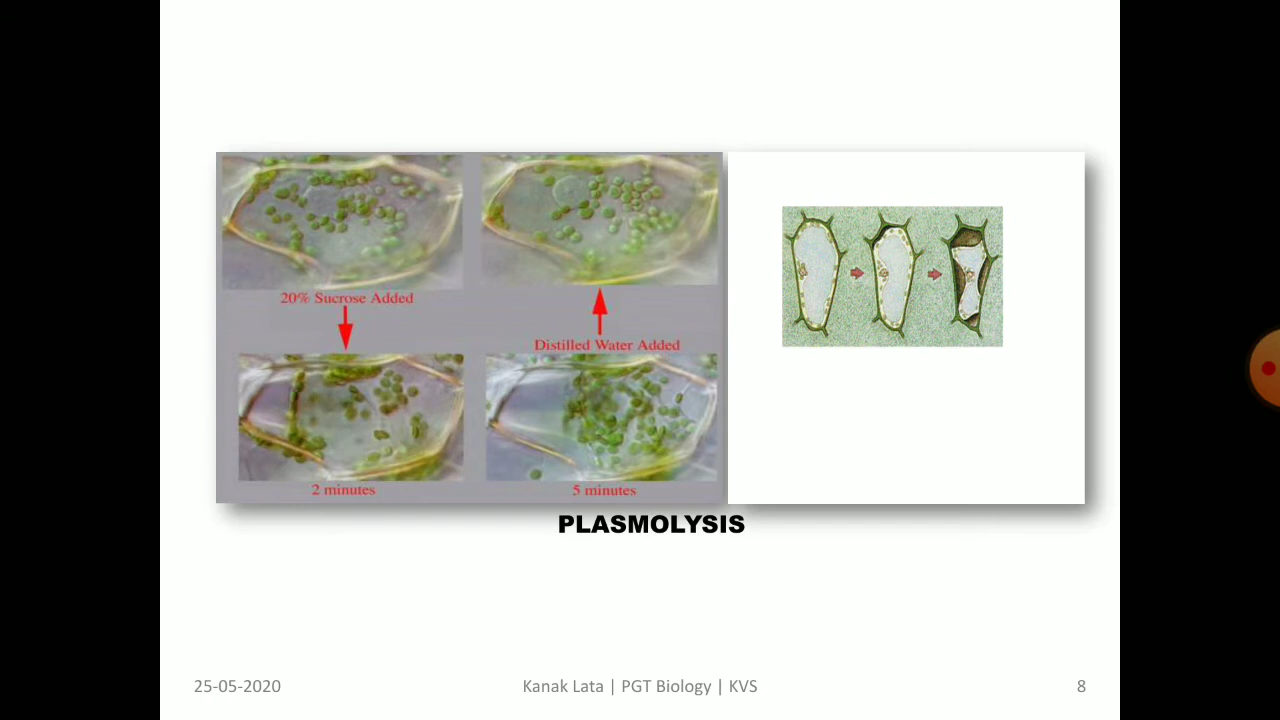 20% Sucrose Added
Distilled Water Added
2 minutes
5 minutes
PLASMOLYSIS
25-05-2020
Kanak Lata | PGT Biology | KVS
8